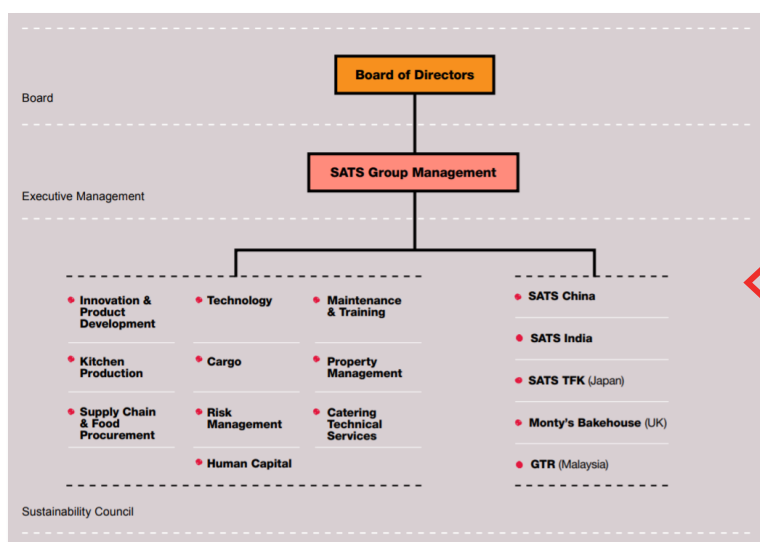 Board of Directors
Board
SATS Group Management
Executive Management
Innovation &
Product
Development
Technology
Maintenance
& Training
Kitchen
Production
Cargo
Property
Management
Supply Chain
& Food
Procurement
Risk
Management
Catering
Technical
Services
Human Capital
SATS China
SATS India
SATS TFK (Japan)
Monty's Bakehouse (UK)
GTR (Malaysia)
Sustainability Council